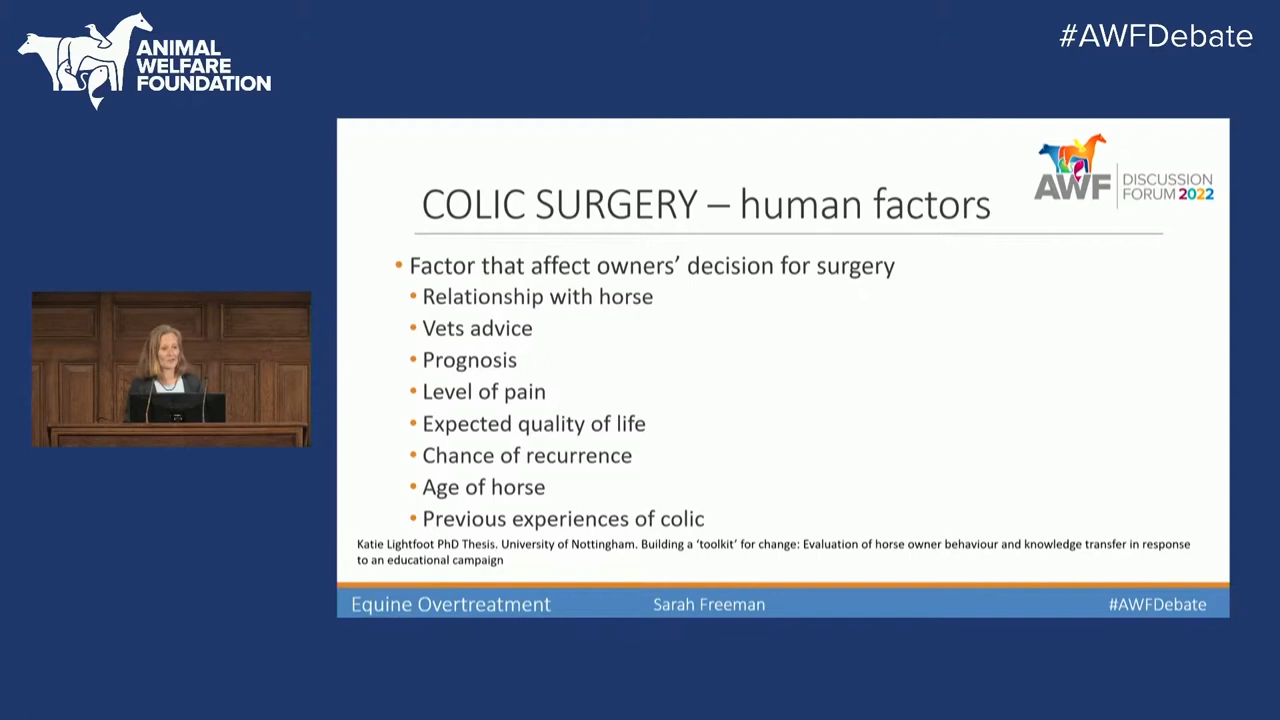 ANIMAL
WELFARE
FOUNDATION
#AWFDebate
AWF
DISCUSSION
FORUM 2022
COLIC SURGERY – human factors
• Factor that affect owners’ decision for surgery
• Relationship with horse
• Vets advice
• Prognosis
• Level of pain
• Expected quality of life
• Chance of recurrence
• Age of horse
• Previous experiences of colic
Katie Lightfoot PhD Thesis. University of Nottingham. Building a ‘toolkit’ for change: Evaluation of horse owner behaviour and knowledge transfer in response
to an educational campaign
Equine Overtreatment
Sarah Freeman
#AWFDebate